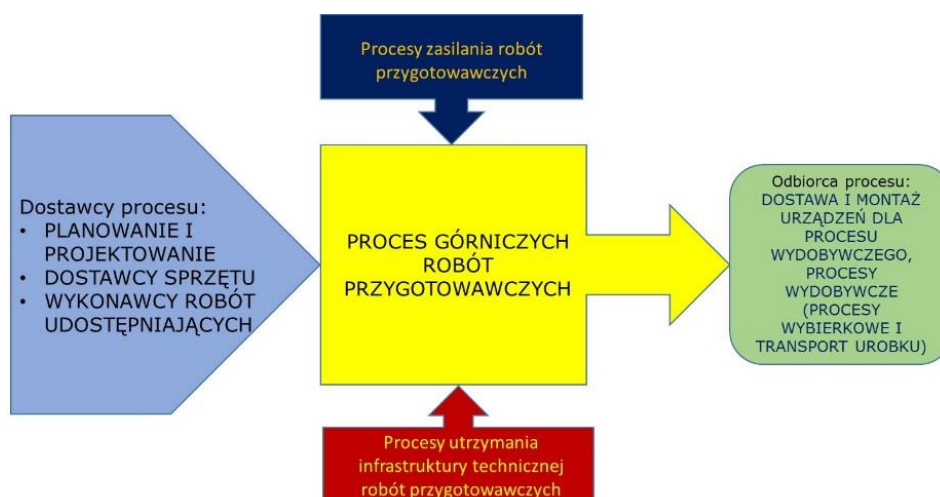 Procesy zasilania robót
przygotowawczych
Dostawcy procesu:
• PLANOWANIE I
PROJEKTOWANIE
• DOSTAWCY SPRZĘTU
• WYKONAWCY ROBÓT
UDOSTĘPNIAJĄCYCH
PROCES GÓRNICZYCH
ROBÓT
PRZYGOTOWAWCZYCH
Odbiorca procesu:
DOSTAWA I MONTAŻ
URZĄDZEŃ DLA
PROCESU
WYDOBYWCZEGO,
PROCESY
WYDOBYWCZE
(PROCESY
WYBIERKOWE I
TRANSPORT UROBKU)
Procesy utrzymania
infrastruktury technicznej
robót przygotowawczych